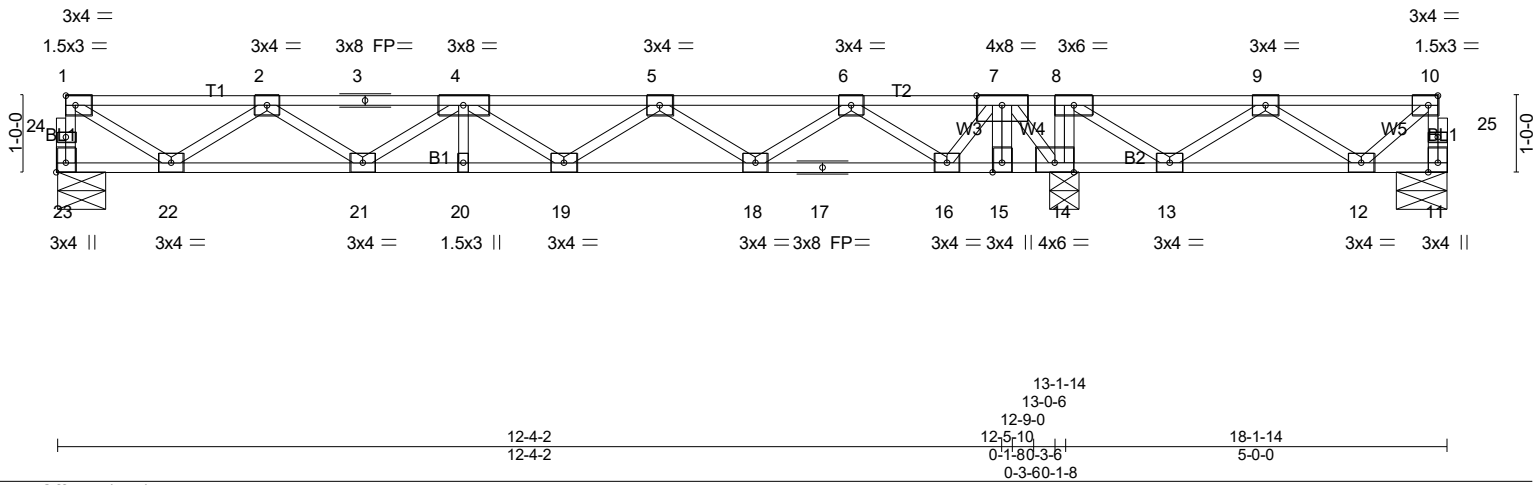 3x4 = 3x4 =
1.5x3 = 3x4 = 3x8 FP= 3x8 = 3x4 = 3x4 = 4x8 = 3x6 = 3x4 = 1.5x3 =
1 2 3 4 5 6 7 8 9 10
T1 T2
24 BL1 W3 W4 W5 BL1 25
1-0-0 B1 B2 1-0-0
23 22 21 20 19 18 17 16 15 14 13 12 11
3x4 || 3x4 = 3x4 = 1.5x3 || 3x4 = 3x4 = 3x8 FP= 3x4 = 3x4 || 4x6 = 3x4 = 3x4 = 3x4 ||
13-1-14
13-0-6
12-9-0
12-4-2 12-5-10 18-1-14
12-4-2 0-1-8 0-3-6 5-0-0
0-3-6 0-1-8